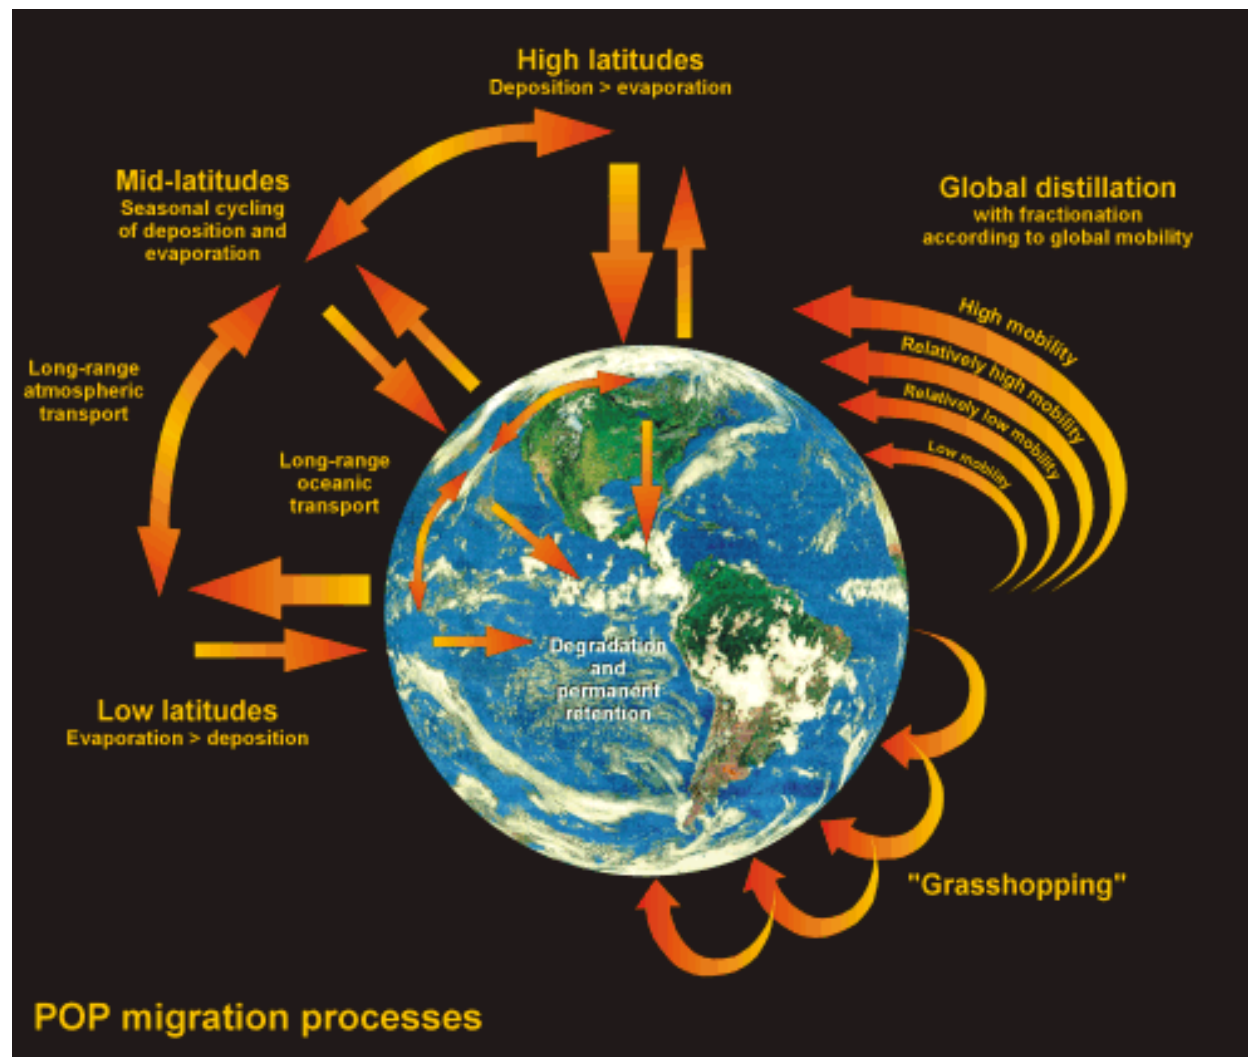 High latitudes
Deposition > evaporation
Mid-latitudes
Seasonal cycling
of deposition and
evaporation
Global distillation
with fractionation
according to global mobility
High mobility
Relatively high mobility
Relatively low mobility
Low mobility
Long-range
atmospheric
transport
Long-range
oceanic
transport
Degradation
and
permanent
retention
Low latitudes
Evaporation > deposition
"Grasshopping"
POP migration processes